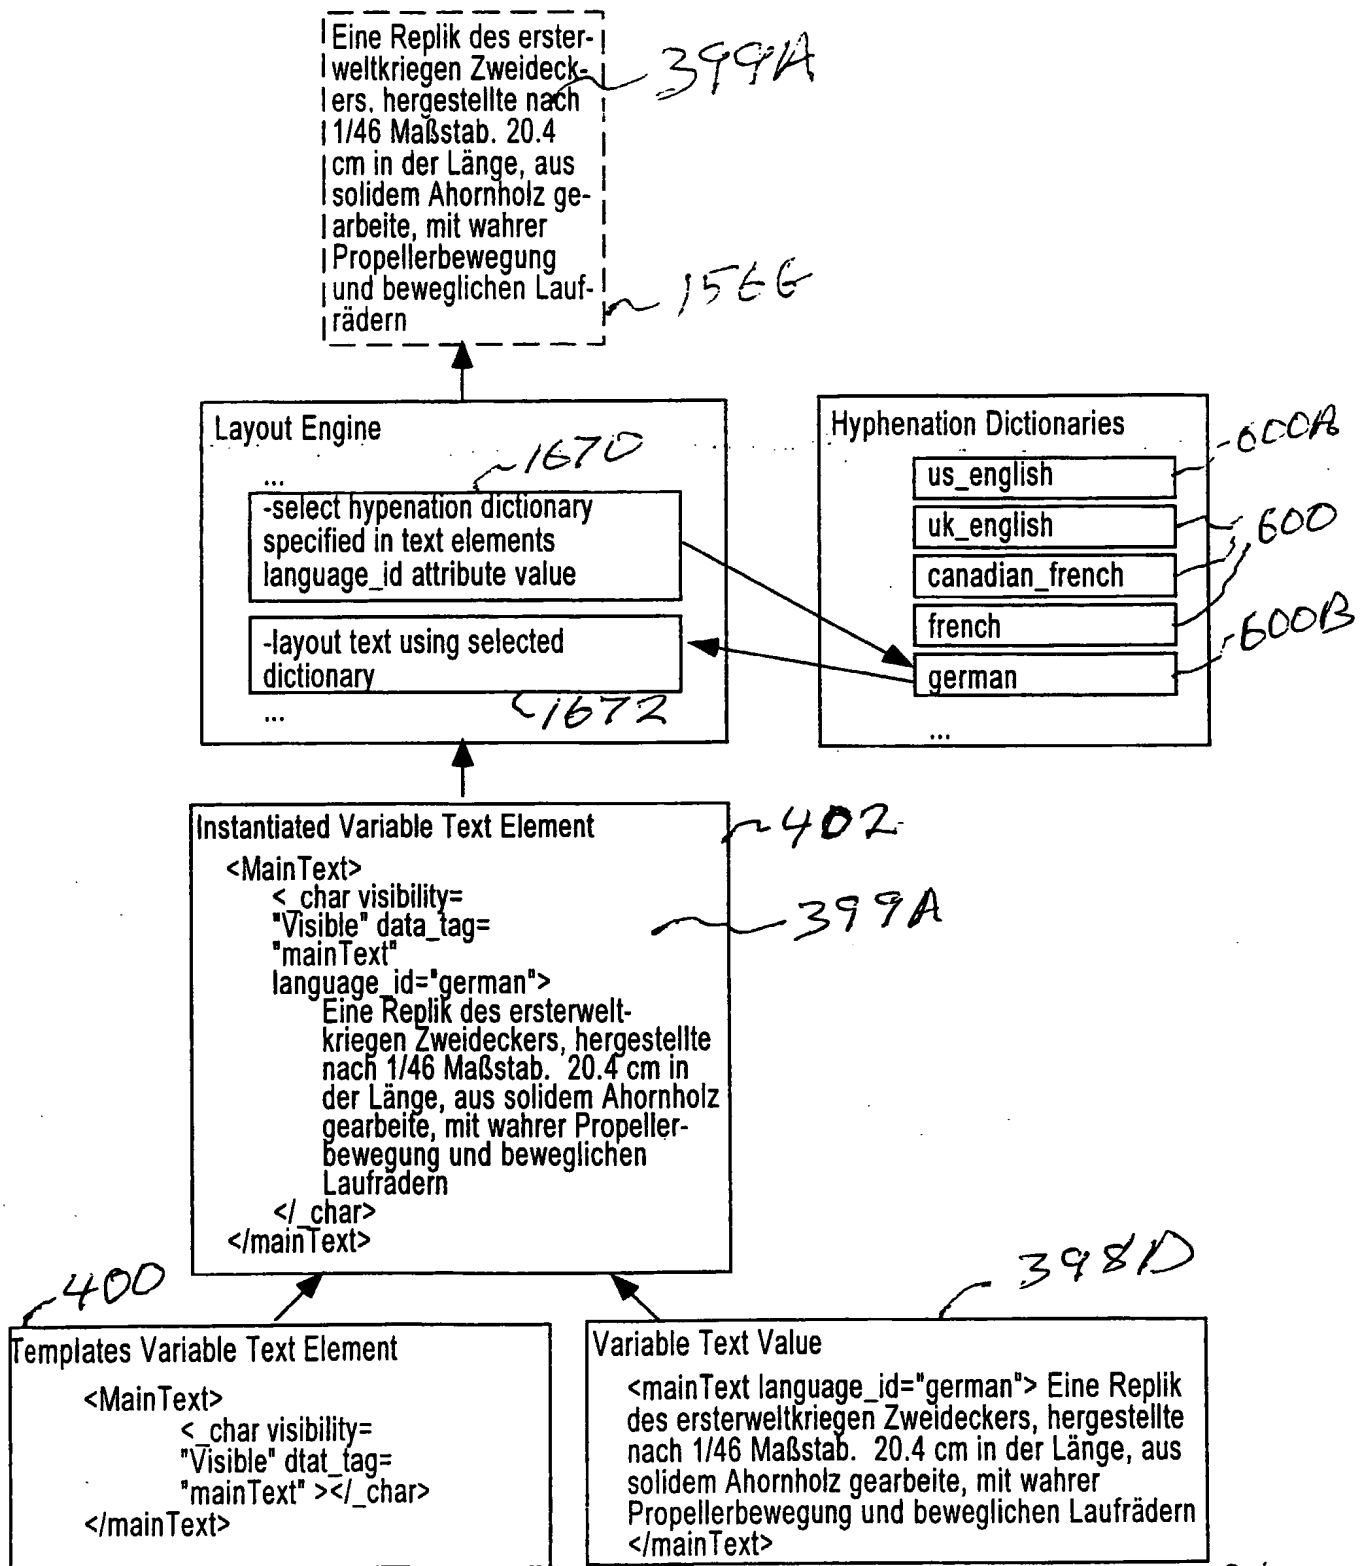 Eine Replik des erster-
weltkriegen Zweideck-
ers. hergestellte nach
1/46 Maßstab. 20.4
cm in der Länge, aus
solidem Ahornholz ge-
arbeite, mit wahrer
Propellerbewegung
und beweglichen Lauf-
rädern
399A
1566
Layout Engine
...
1670
-select hypenation dictionary
specified in text elements
language_id attribute value
-layout text using selected
dictionary
1672
...
Hyphenation Dictionaries
us_english
uk_english
canadian_french
french
german
...
600A
600
600B
Instantiated Variable Text Element
<MainText>
<_char visibility=
"Visible" data_tag=
"mainText"
language_id="german">
Eine Replik des ersterwelt-
kriegen Zweideckers, hergestellte
nach 1/46 Maßstab. 20.4 cm in
der Länge, aus solidem Ahornholz
gearbeite, mit wahrer Propeller-
bewegung und beweglichen
Laufrädern
</_char>
</mainText>
402
399A
400
Templates Variable Text Element
<MainText>
<_char visibility=
"Visible" dtat_tag=
"mainText" ></_char>
</mainText>
398D
Variable Text Value
<mainText language_id="german"> Eine Replik
des ersterweltkriegen Zweideckers, hergestellte
nach 1/46 Maßstab. 20.4 cm in der Länge, aus
solidem Ahornholz gearbeite, mit wahrer
Propellerbewegung und beweglichen Laufrädern
</mainText>